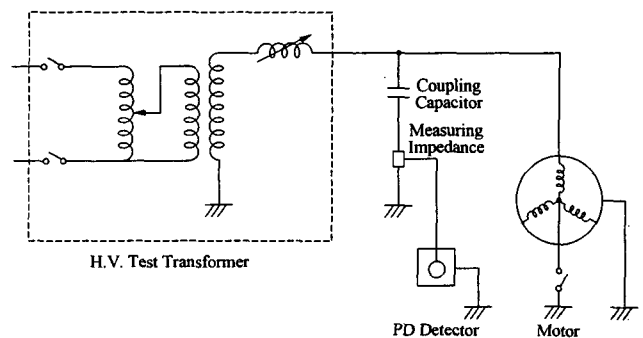 Coupling
Capacitor
Measuring
Impedance
H.V. Test Transformer
PD Detector
Motor